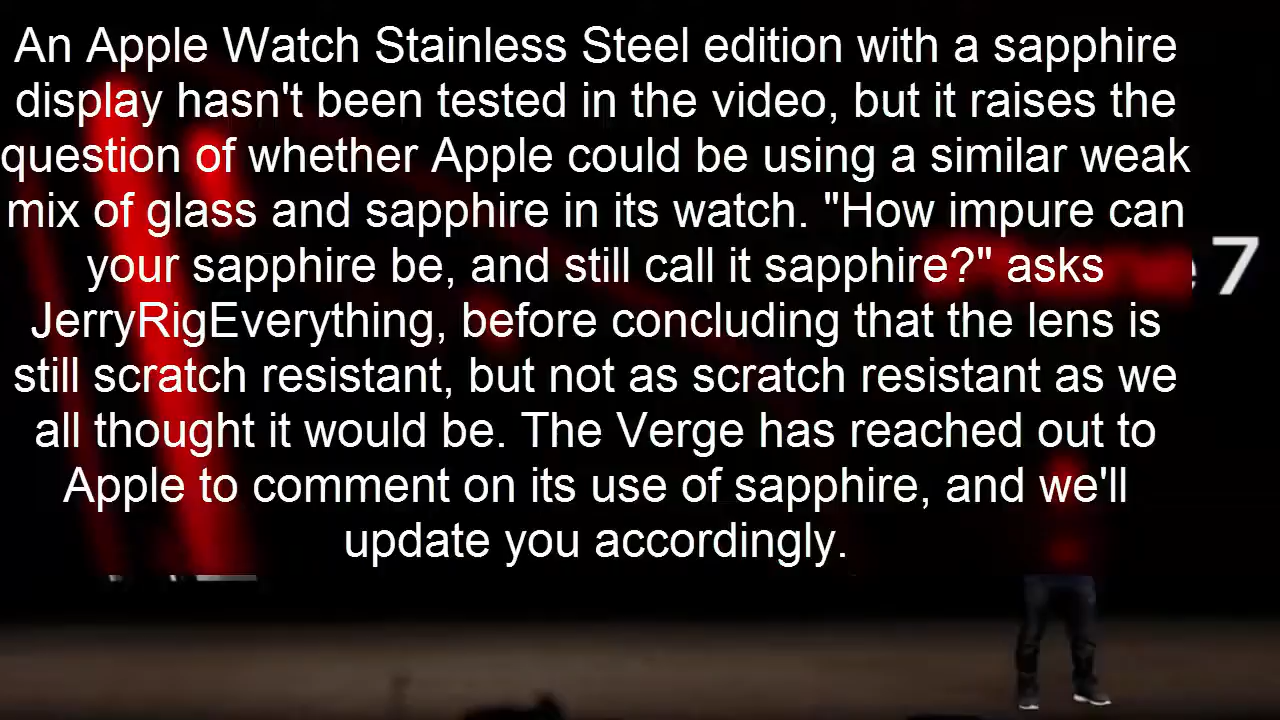 An Apple Watch Stainless Steel edition with a sapphire
display hasn't been tested in the video, but it raises the
question of whether Apple could be using a similar weak
mix of glass and sapphire in its watch. "How impure can
your sapphire be, and still call it sapphire?" asks
JerryRigEverything, before concluding that the lens is
still scratch resistant, but not as scratch resistant as we
all thought it would be. The Verge has reached out to
Apple to comment on its use of sapphire, and we'll
update you accordingly.
7